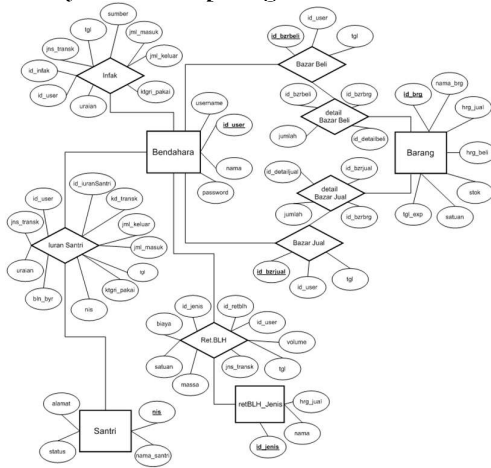 sumber
tgl
jml_masuk
jns_transk
jml_keluar
Infak
id_infak
id_user
uraian
ktgri_pakai
id_user
id_bzrbeli
tgl
Bazar Beli
id_bzrbeli
id_bzrbrg
detail
Bazar Beli
jumlah
id_detailbeli
id_brg
nama_brg
hrg_jual
hrg_beli
Barang
stok
satuan
tgl_exp
username
id_user
Bendahara
nama
password
id_detailjual
id_bzrjual
detail
Bazar Jual
jumlah
id_bzrbrg
Bazar Jual
id_bzrjual
tgl
id_user
id_iuranSantri
id_user
kd_transk
jns_transk
jml_keluar
Iuran Santri
jml_masuk
uraian
tgl
bln_byr
ktgri_pakai
nis
id_jenis
id_retblh
biaya
id_user
Ret.BLH
volume
satuan
jns_transk
tgl
massa
retBLH_Jenis
hrg_jual
nama
id_jenis
alamat
nis
Santri
status
nama_santri